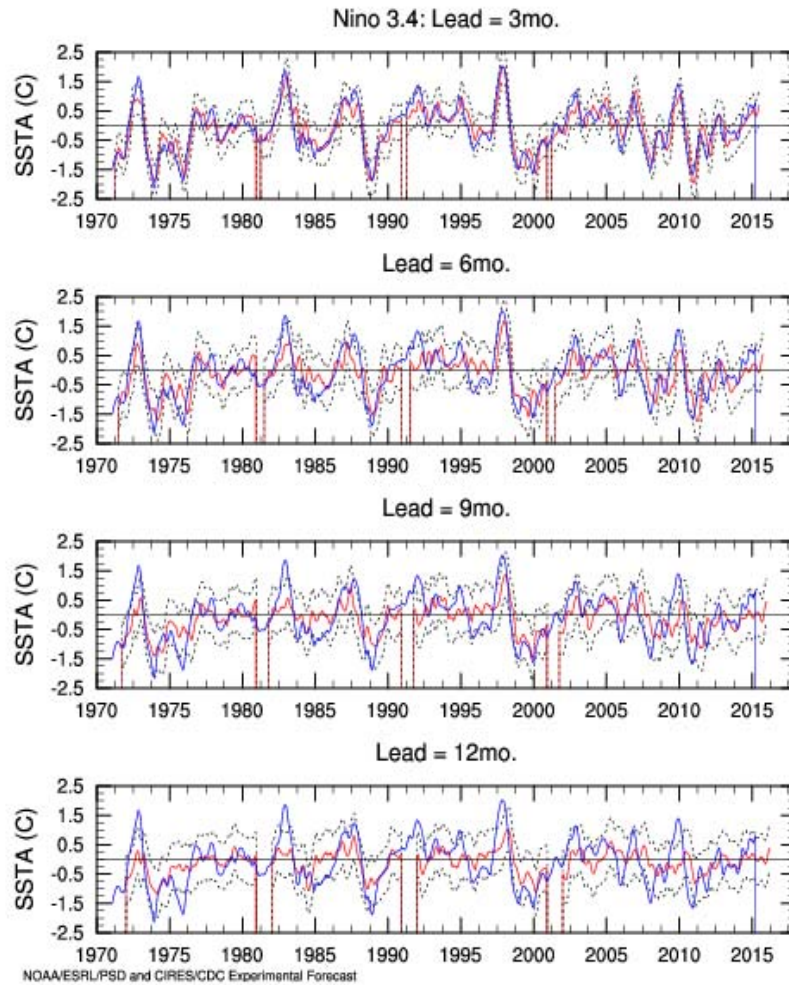 Nino 3.4: Lead = 3mo.
2.5
1.5
0.5
-0.5
-1.5
-2.5
SSTA (C)
1970 1975 1980 1985 1990 1995 2000 2005 2010 2015
Lead = 6mo.
2.5
1.5
0.5
-0.5
-1.5
-2.5
SSTA (C)
1970 1975 1980 1985 1990 1995 2000 2005 2010 2015
Lead = 9mo.
2.5
1.5
0.5
-0.5
-1.5
-2.5
SSTA (C)
1970 1975 1980 1985 1990 1995 2000 2005 2010 2015
Lead = 12mo.
2.5
1.5
0.5
-0.5
-1.5
-2.5
SSTA (C)
1970 1975 1980 1985 1990 1995 2000 2005 2010 2015
NOAA/ESRL/PSD and CIRES/CDC Experimental Forecast